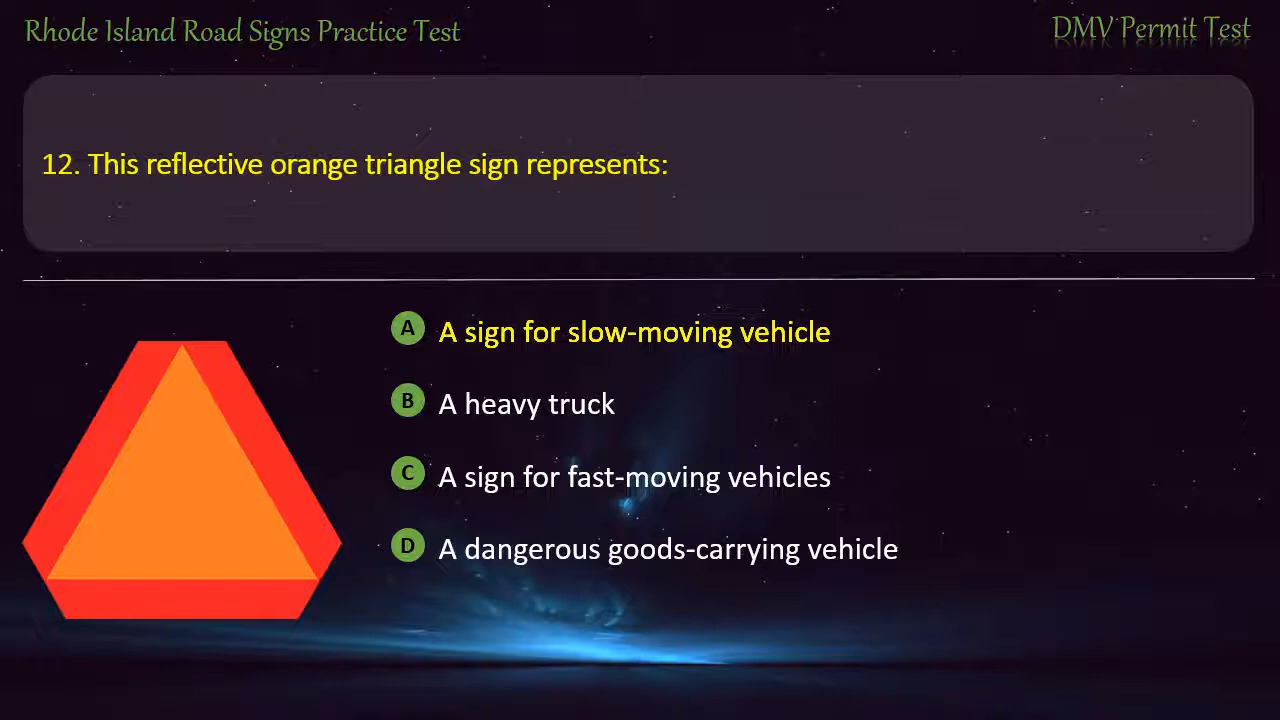 Rhode Island Road Signs Practice Test
DMV Permit Test
12. This reflective orange triangle sign represents:
A A sign for slow-moving vehicle
B A heavy truck
C A sign for fast-moving vehicles
D A dangerous goods-carrying vehicle